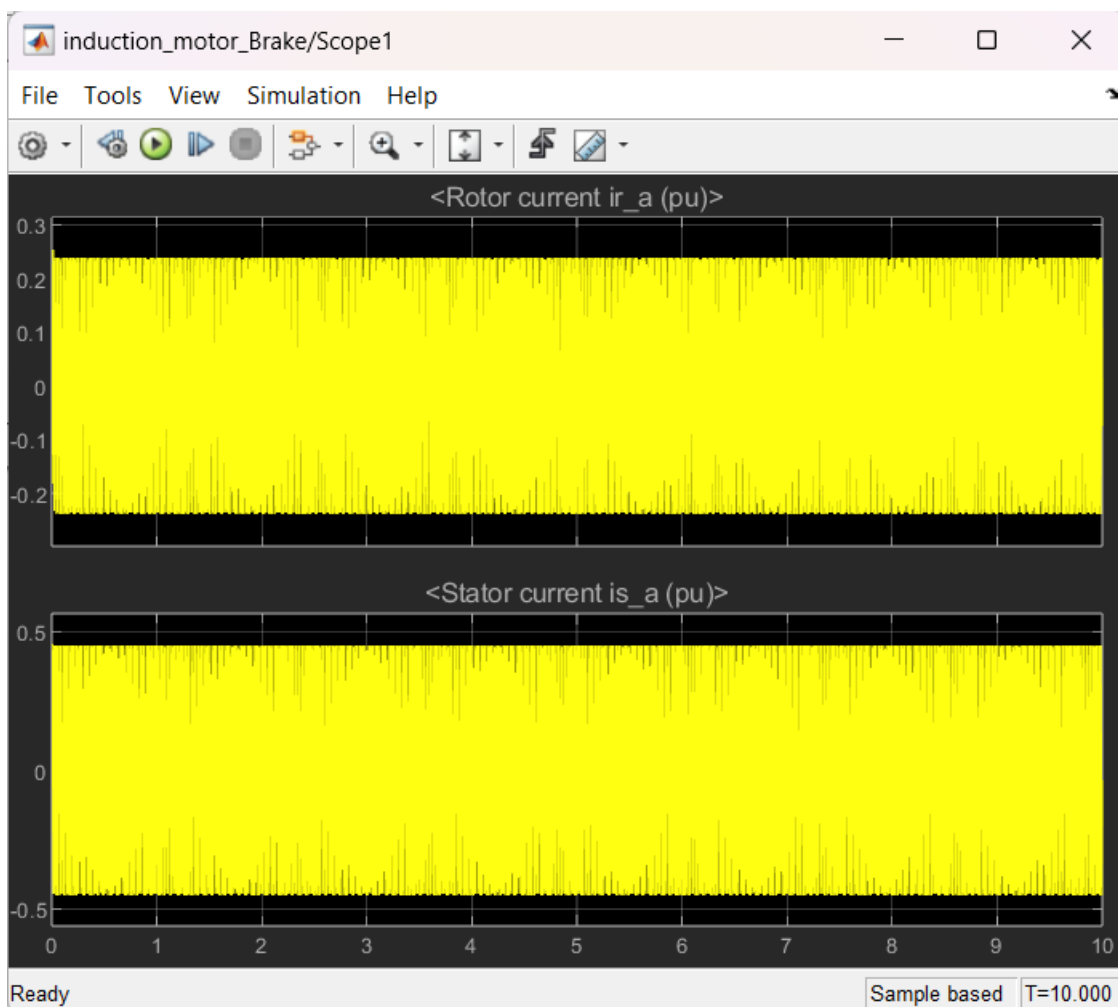 induction_motor_Brake/Scope1
File Tools View Simulation Help
<Rotor current ir_a (pu)>
0.3
0.2
0.1
0
-0.1
-0.2
<Stator current is_a (pu)>
0.5
0
-0.5
0 1 2 3 4 5 6 7 8 9 10
Ready Sample based T=10.000